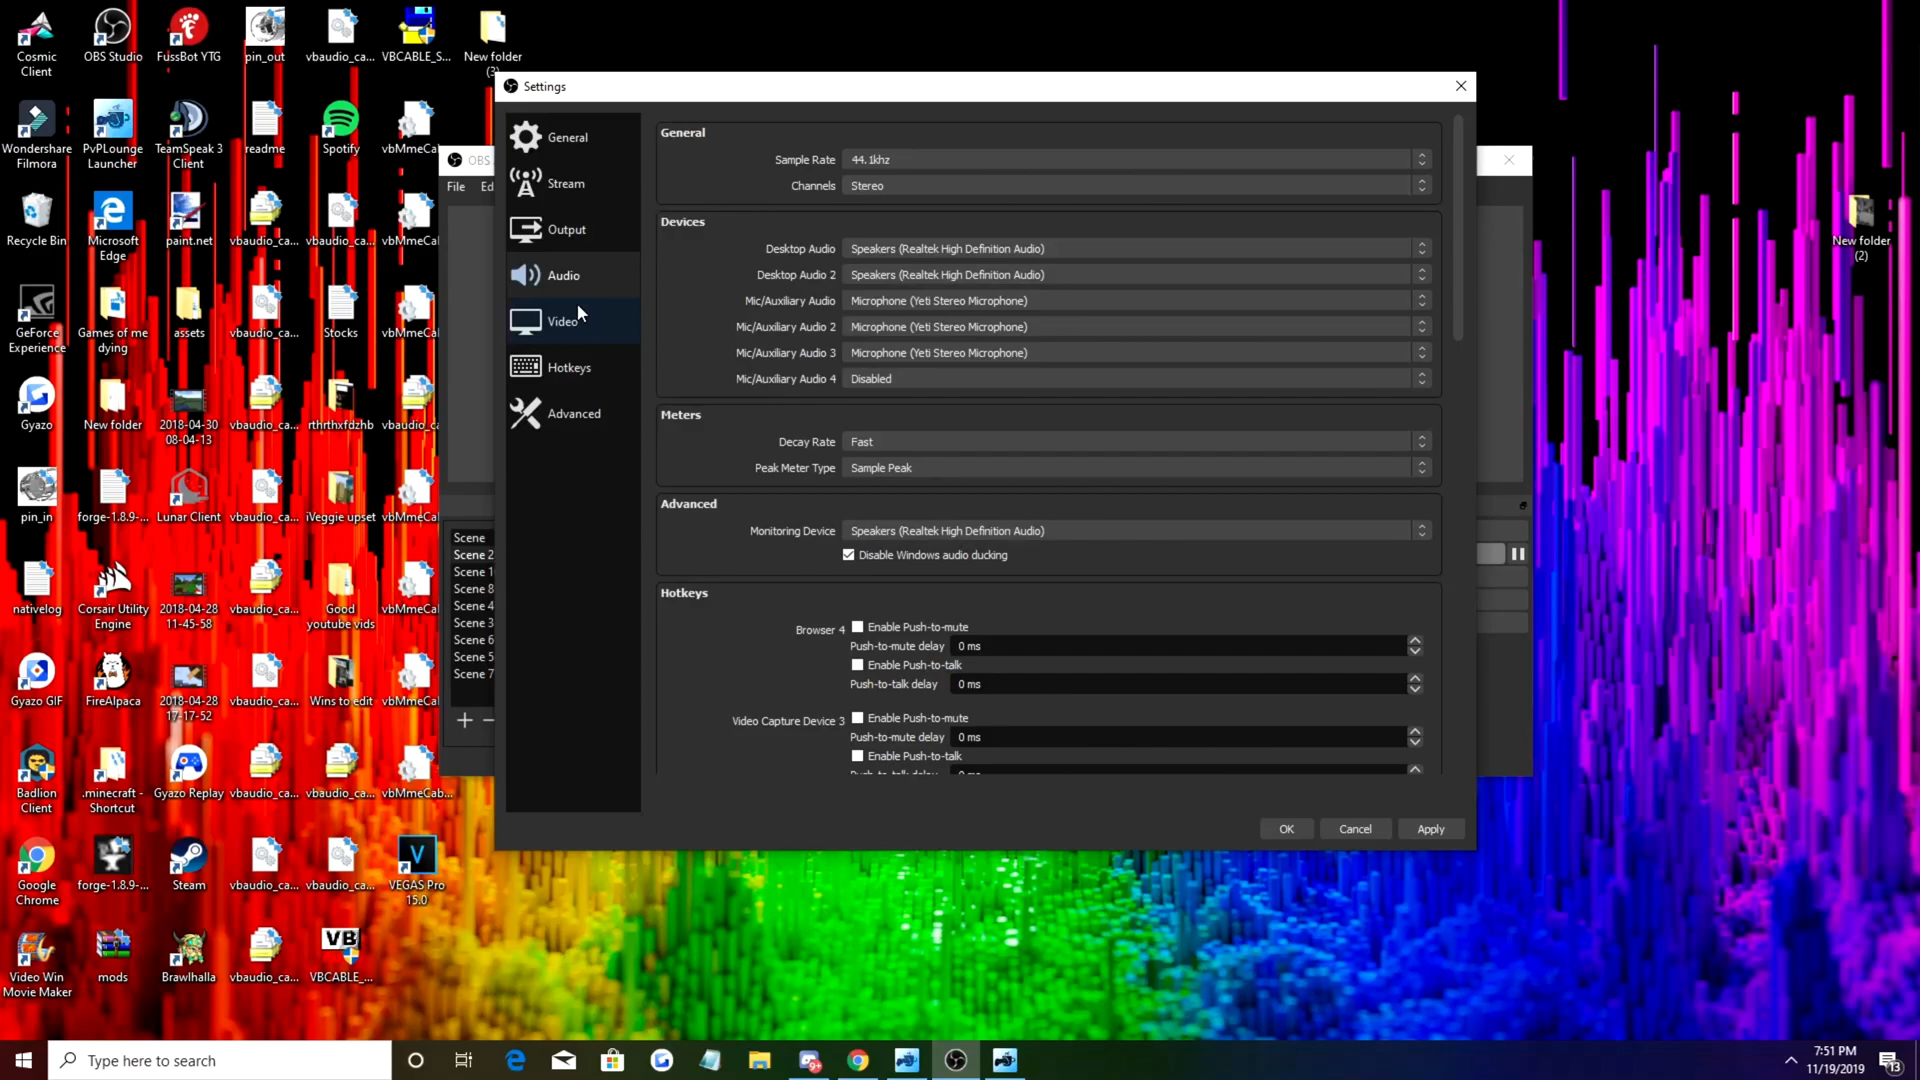 Cosmic
Client
OBS Studio
FussBot YTG
pin_out
vbaudio_ca...
VBCABLE_S...
New folder
(3)
Wondershare
Filmora
PvPLounge
Launcher
TeamSpeak 3
Client
readme
Spotify
vbMmeCa
Recycle Bin
Microsoft
Edge
paint.net
vbaudio_ca...
vbaudio_ca...
vbMmeCal
GeForce
Experience
Games of me
dying
assets
vbaudio_ca...
Stocks
vbMmeCal
Gyazo
New folder
2018-04-30
08-04-13
vbaudio_ca...
rthrthxfdzhb
vbaudio_ca
pin_in
forge-1.8.9-...
Lunar Client
vbaudio_ca...
iVeggie upset
vbMmeCal
nativelog
Corsair Utility
Engine
2018-04-28
11-45-58
vbaudio_ca...
Good
youtube vids
vbMmeCal
Gyazo GIF
FireAlpaca
2018-04-28
17-17-52
vbaudio_ca...
Wins to edit
vbMmeCal
Badlion
Client
.minecraft -
Shortcut
Gyazo Replay
vbaudio_ca...
vbaudio_ca...
vbMmeCab...
Google
Chrome
forge-1.8.9-...
Steam
vbaudio_ca...
vbaudio_ca...
VEGAS Pro
15.0
Video Win
Movie Maker
mods
Brawlhalla
vbaudio_ca...
VB
VBCABLE_...
New folder
(2)
OBS
File
Ed
Scene
Scene 2
Scene 1
Scene 8
Scene 4
Scene 3
Scene 6
Scene 5
Scene 7
Settings
General
Stream
Output
Audio
Video
Hotkeys
Advanced
General
Sample Rate 44.1khz
Channels Stereo
Devices
Desktop Audio Speakers (Realtek High Definition Audio)
Desktop Audio 2 Speakers (Realtek High Definition Audio)
Mic/Auxiliary Audio Microphone (Yeti Stereo Microphone)
Mic/Auxiliary Audio 2 Microphone (Yeti Stereo Microphone)
Mic/Auxiliary Audio 3 Microphone (Yeti Stereo Microphone)
Mic/Auxiliary Audio 4 Disabled
Meters
Decay Rate Fast
Peak Meter Type Sample Peak
Advanced
Monitoring Device Speakers (Realtek High Definition Audio)
Disable Windows audio ducking
Hotkeys
Browser 4 Enable Push-to-mute
Push-to-mute delay 0 ms
Enable Push-to-talk
Push-to-talk delay 0 ms
Video Capture Device 3 Enable Push-to-mute
Push-to-mute delay 0 ms
Enable Push-to-talk
Push-to-talk delay 0 ms
OK Cancel Apply
Type here to search
7:51 PM
11/19/2019
13